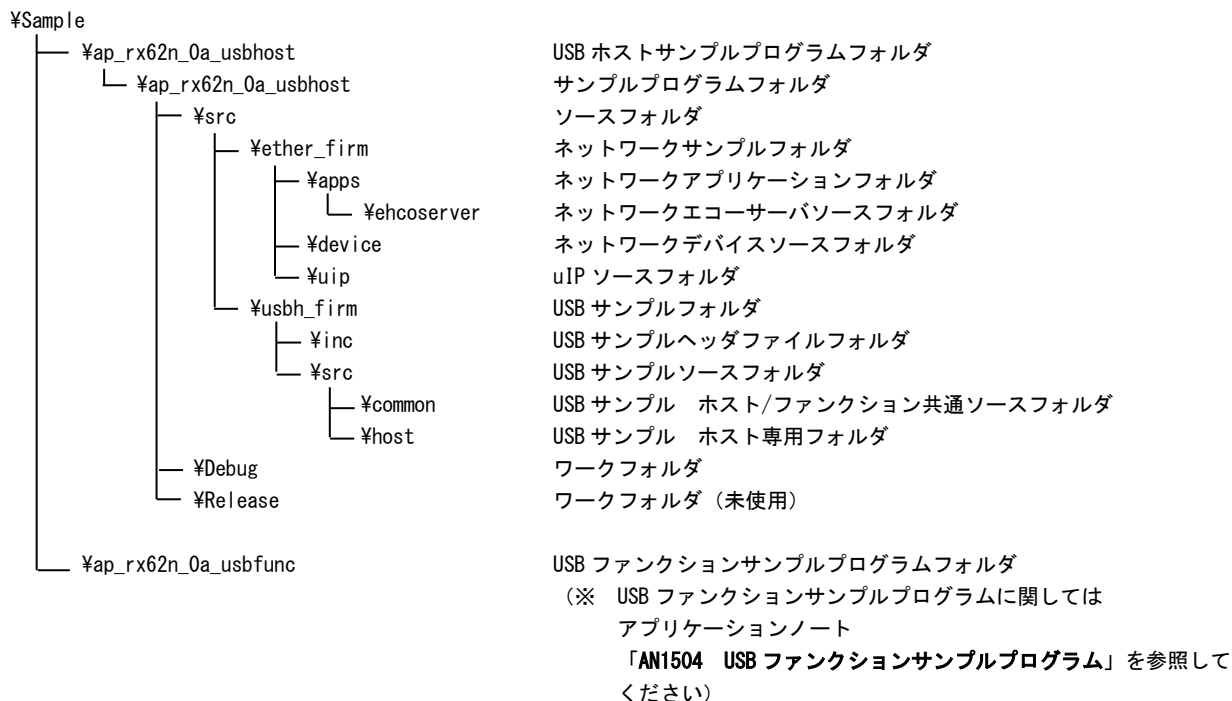 ¥Sample
¥ap_rx62n_0a_usbhost USB ホストサンプルプログラムフォルダ
¥ap_rx62n_0a_usbhost サンプルプログラムフォルダ
¥src ソースフォルダ
¥ether_firm ネットワークサンプルフォルダ
¥apps ネットワークアプリケーションフォルダ
¥ehcoserver ネットワークエコーサーバソースフォルダ
¥device ネットワークデバイスソースフォルダ
¥uip uIP ソースフォルダ
¥usbh_firm USB サンプルフォルダ
¥inc USB サンプルヘッダファイルフォルダ
¥src USB サンプルソースフォルダ
¥common USB サンプル　ホスト/ファンクション共通ソースフォルダ
¥host USB サンプル　ホスト専用フォルダ
¥Debug ワークフォルダ
¥Release ワークフォルダ（未使用）
¥ap_rx62n_0a_usbfunc USB ファンクションサンプルプログラムフォルダ
（※　USB ファンクションサンプルプログラムに関しては
アプリケーションノート
「AN1504　USB ファンクションサンプルプログラム」を参照して
ください）